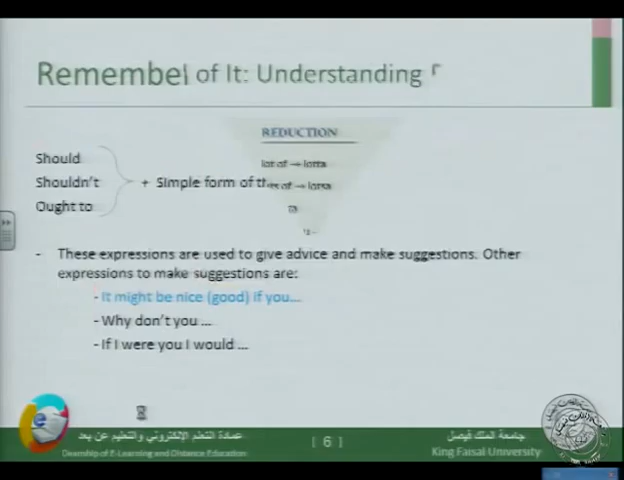 Remember of It: Understanding
REDUCTION
lot of → lotta
Should
Shouldn't + Simple form of
Ought to
- These expressions are used to give advice and make suggestions. Other
expressions to make suggestions are:
- It might be nice (good) if you...
- Why don't you ...
- If I were you I would ...
عمادة التعلم الإلكتروني والتعليم عن بعد
Deanship of E-Learning and Distance Education
[ 6 ]
جامعة الملك فيصل
King Faisal University